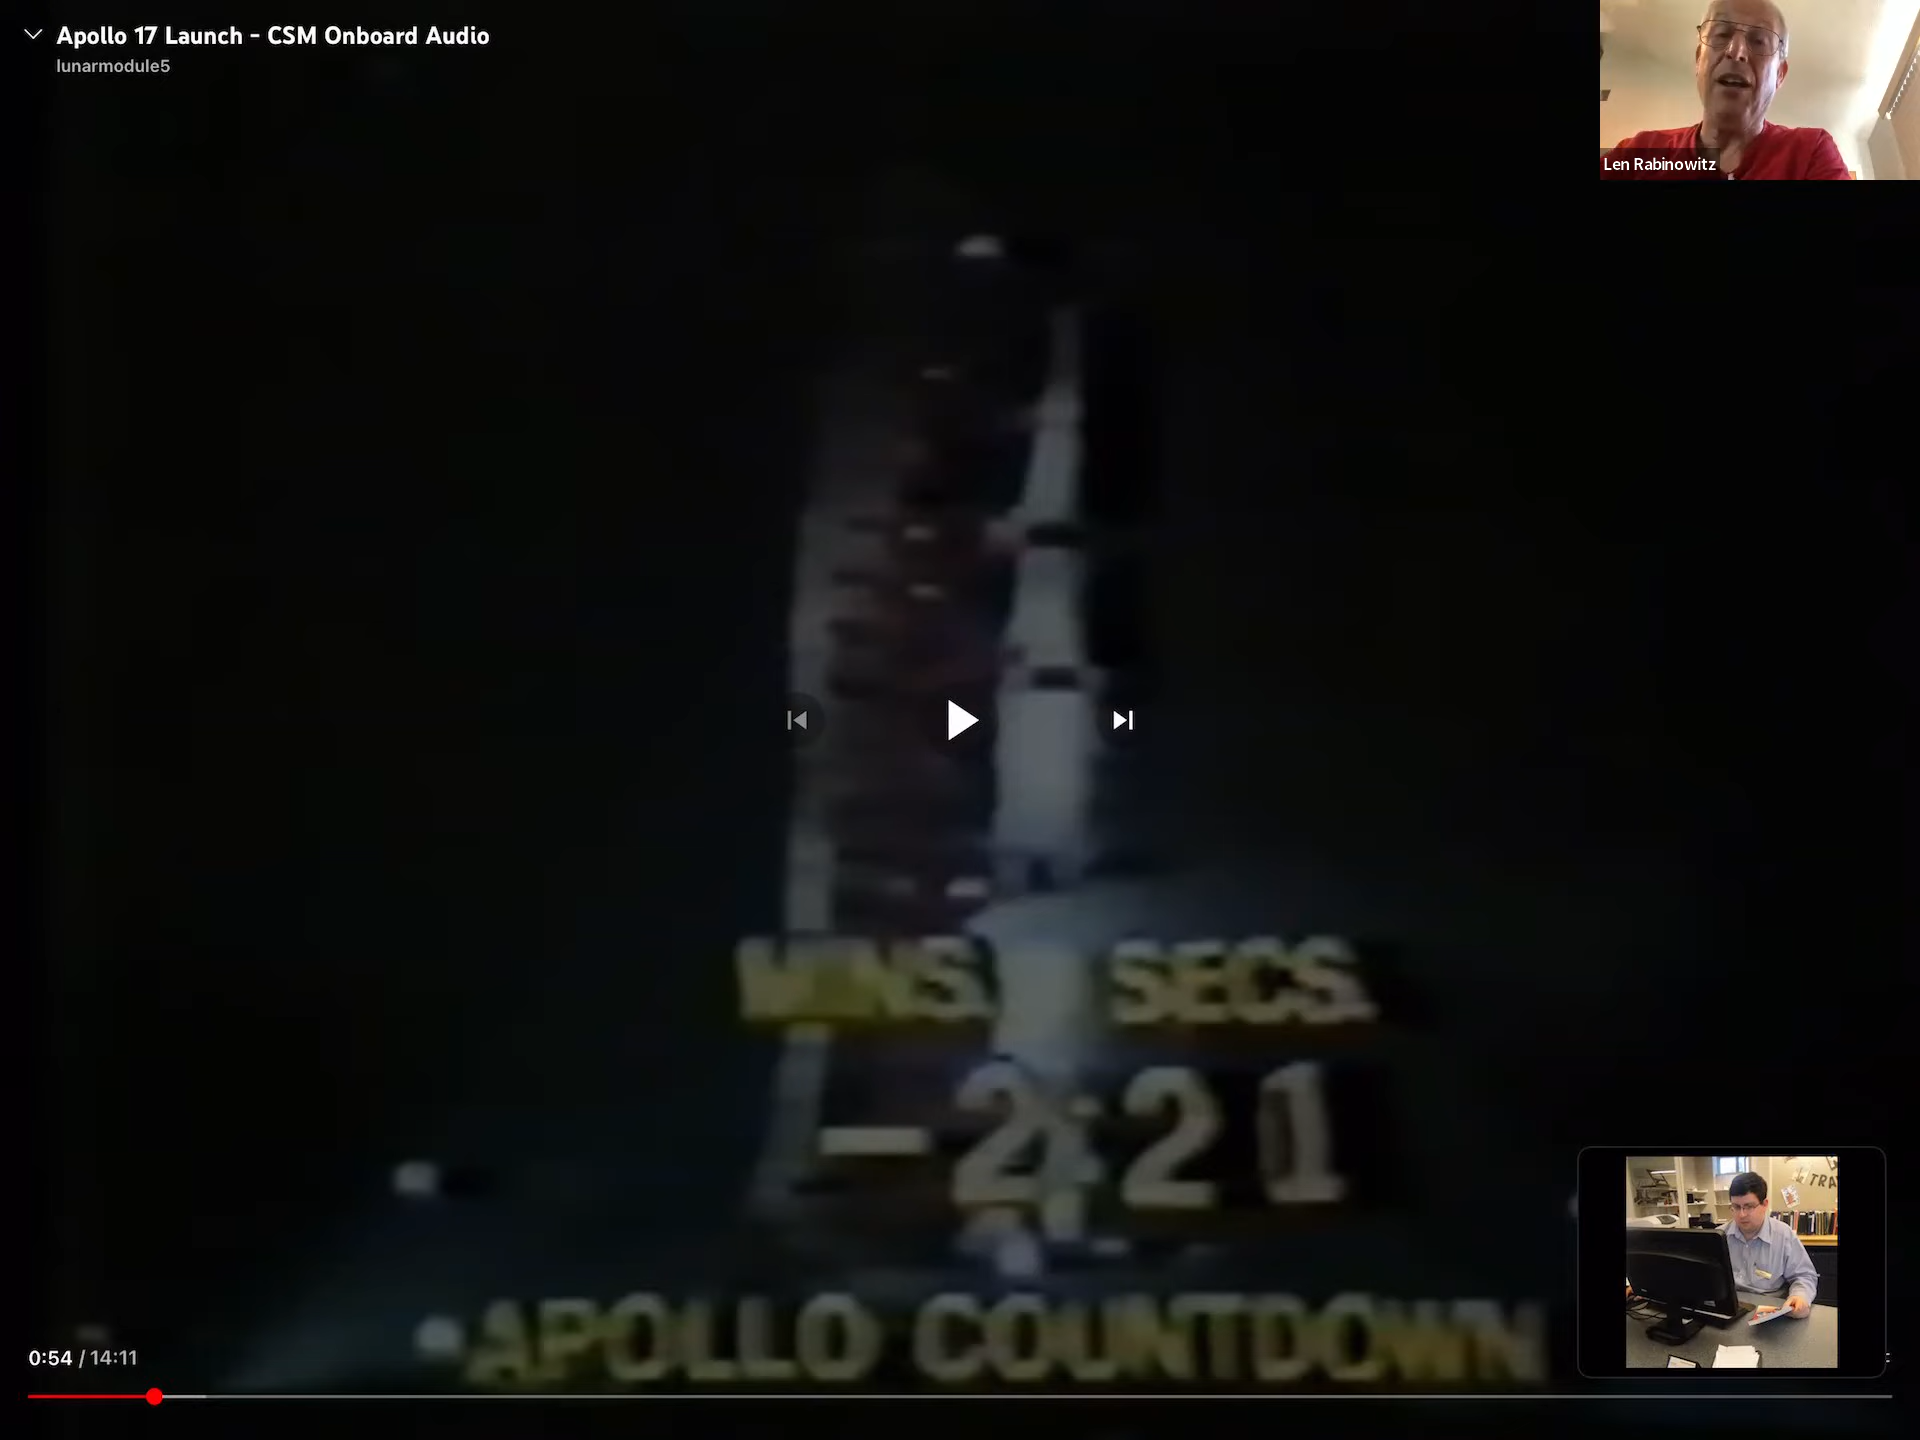 Apollo 17 Launch - CSM Onboard Audio
lunarmodule5
Len Rabinowitz
MINS. SECS.
-2:21
TRA
APOLLO COUNTDOWN
0:54 / 14:11